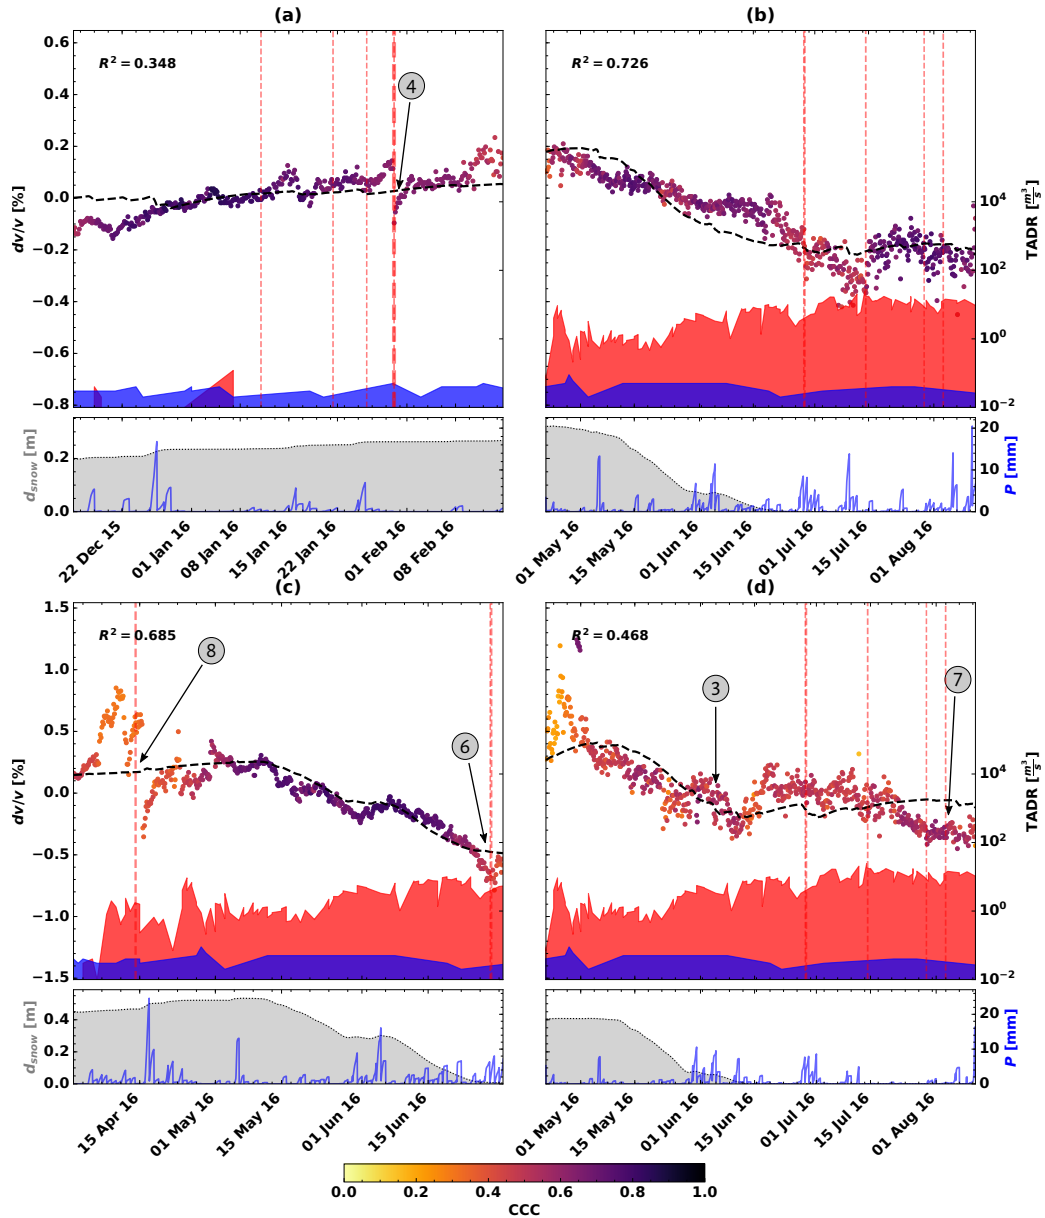 (a)
(b)
R² = 0.348
R² = 0.726
4
0.6
0.4
0.2
0.0
−0.2
−0.4
−0.6
−0.8
dv/v [%]
10⁴
10²
10⁰
10⁻²
TADR [m³/s]
0.2
0.0
d_snow [m]
20
10
0
P [mm]
22 Dec 15
01 Jan 16
08 Jan 16
15 Jan 16
22 Jan 16
01 Feb 16
08 Feb 16
01 May 16
15 May 16
01 Jun 16
15 Jun 16
01 Jul 16
15 Jul 16
01 Aug 16
(c)
(d)
R² = 0.685
R² = 0.468
8
6
3
7
1.5
1.0
0.5
0.0
−0.5
−1.0
−1.5
dv/v [%]
10⁴
10²
10⁰
10⁻²
TADR [m³/s]
0.4
0.2
0.0
d_snow [m]
20
10
0
P [mm]
15 Apr 16
01 May 16
15 May 16
01 Jun 16
15 Jun 16
01 May 16
15 May 16
01 Jun 16
15 Jun 16
01 Jul 16
15 Jul 16
01 Aug 16
0.0 0.2 0.4 0.6 0.8 1.0
CCC